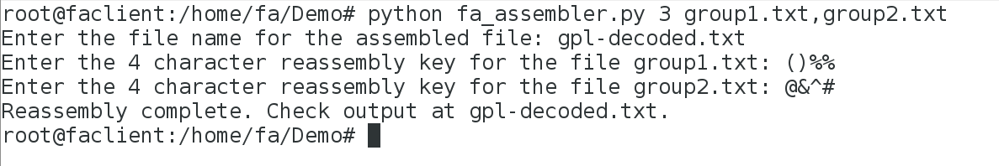 root@faclient:/home/fa/Demo# python fa_assembler.py 3 group1.txt,group2.txt
Enter the file name for the assembled file: gpl-decoded.txt
Enter the 4 character reassembly key for the file group1.txt: ()%%
Enter the 4 character reassembly key for the file group2.txt: @&^#
Reassembly complete. Check output at gpl-decoded.txt.
root@faclient:/home/fa/Demo#